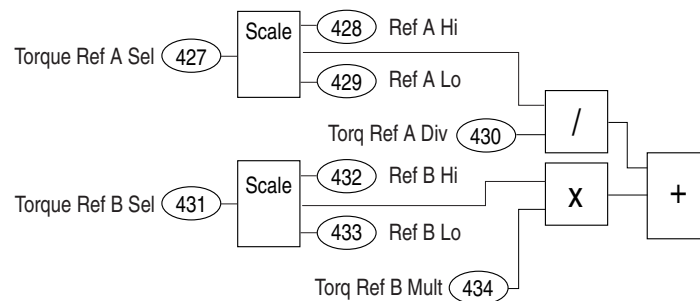 Torque Ref A Sel 427
Scale
428 Ref A Hi
429 Ref A Lo
Torq Ref A Div 430
/
Torque Ref B Sel 431
Scale
432 Ref B Hi
433 Ref B Lo
x
+
Torq Ref B Mult 434